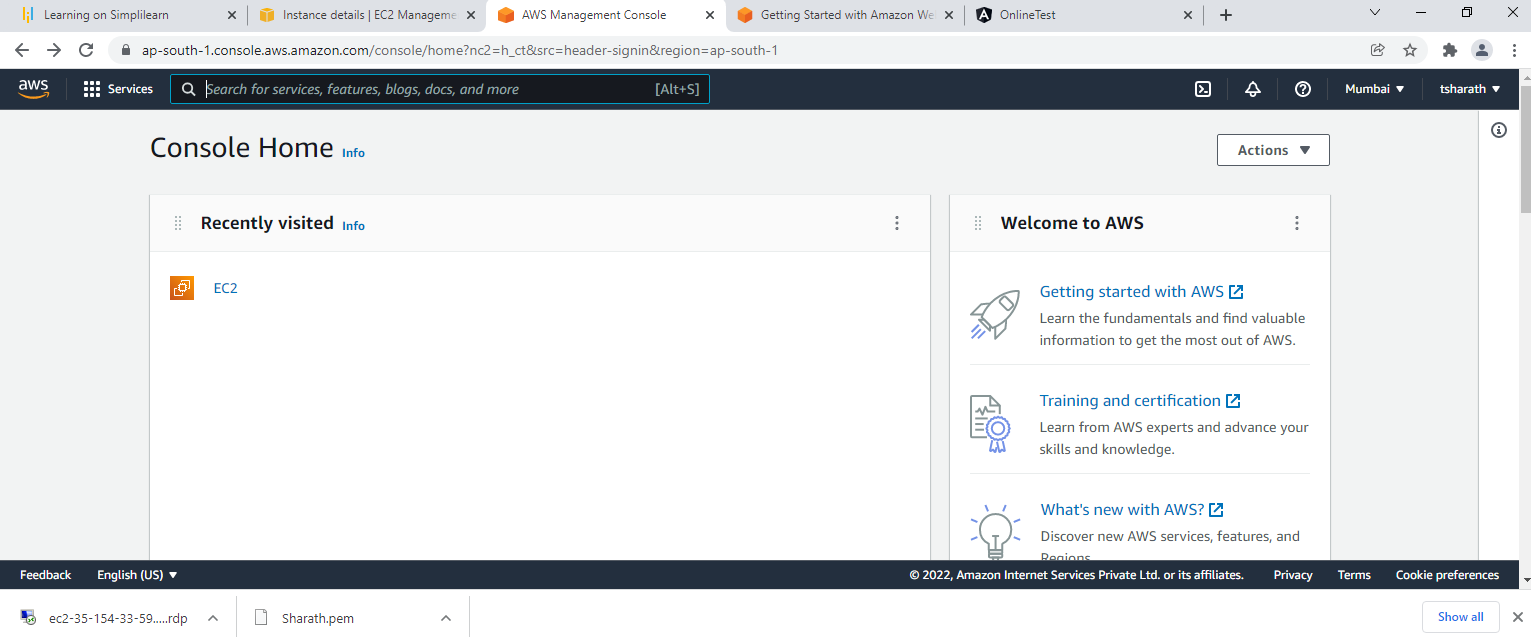 Learning on Simplilearn
Instance details | EC2 Manageme
AWS Management Console
Getting Started with Amazon We
OnlineTest
ap-south-1.console.aws.amazon.com/console/home?nc2=h_ct&src=header-signin&region=ap-south-1
aws
Services
Search for services, features, blogs, docs, and more
[Alt+S]
Mumbai
tsharath
Console Home Info
Actions
Recently visited Info
Welcome to AWS
EC2
Getting started with AWS
Learn the fundamentals and find valuable
information to get the most out of AWS.
Training and certification
Learn from AWS experts and advance your
skills and knowledge.
What's new with AWS?
Discover new AWS services, features, and
Regions
Feedback
English (US)
© 2022, Amazon Internet Services Private Ltd. or its affiliates.
Privacy
Terms
Cookie preferences
ec2-35-154-33-59.....rdp
Sharath.pem
Show all